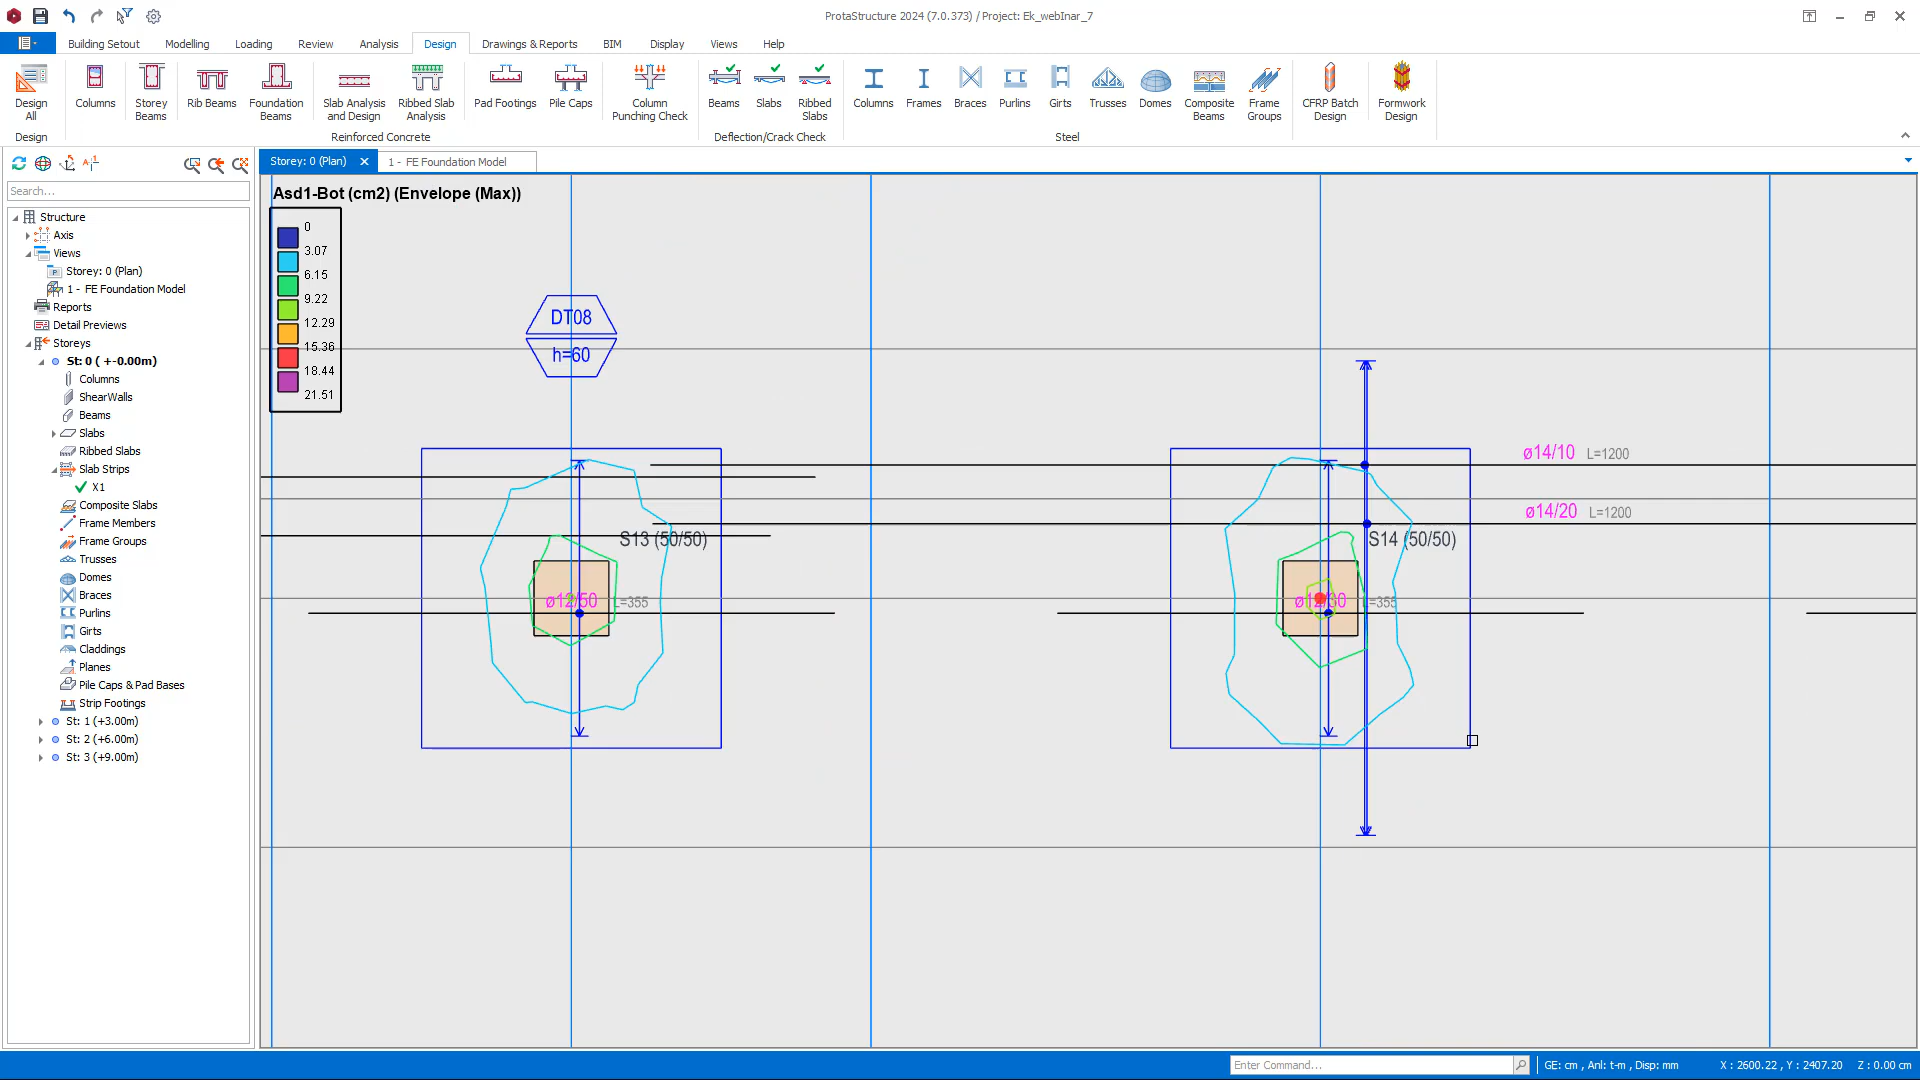 ProtaStructure 2024 (7.0.373) / Project: Ek_webInar_7
Building Setout Modelling Loading Review Analysis Design Drawings & Reports BIM Display Views Help
Design All
Columns
Storey Beams
Rib Beams
Foundation Beams
Slab Analysis and Design
Ribbed Slab Analysis
Pad Footings
Pile Caps
Column Punching Check
Beams
Slabs
Ribbed Slabs
Columns
Frames
Braces
Purlins
Girts
Trusses
Domes
Composite Beams
Frame Groups
CFRP Batch Design
Formwork Design
Design
Reinforced Concrete
Deflection/Crack Check
Steel
Storey: 0 (Plan)
1 - FE Foundation Model
Search...
Structure
Axis
Views
Storey: 0 (Plan)
1 - FE Foundation Model
Reports
Detail Previews
Storeys
St: 0 ( +-0.00m)
Columns
ShearWalls
Beams
Slabs
Ribbed Slabs
Slab Strips
X1
Composite Slabs
Frame Members
Frame Groups
Trusses
Domes
Braces
Purlins
Girts
Claddings
Planes
Pile Caps & Pad Bases
Strip Footings
St: 1 (+3.00m)
St: 2 (+6.00m)
St: 3 (+9.00m)
Asd1-Bot (cm2) (Envelope (Max))
0
3.07
6.15
9.22
12.29
15.36
18.44
21.51
DT08
h=60
ø14/10 L=1200
ø14/20 L=1200
S13 (50/50)
S14 (50/50)
ø12/50 L=355
L=355
Enter Command...
GE: cm , Anl: t-m , Disp: mm
X : 2600.22 , Y : 2407.20 Z : 0.00 cm